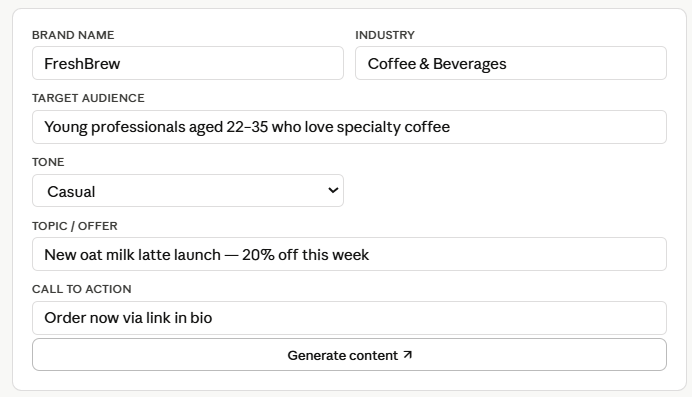 BRAND NAME
INDUSTRY
FreshBrew
Coffee & Beverages
TARGET AUDIENCE
Young professionals aged 22–35 who love specialty coffee
TONE
Casual
TOPIC / OFFER
New oat milk latte launch — 20% off this week
CALL TO ACTION
Order now via link in bio
Generate content ↗